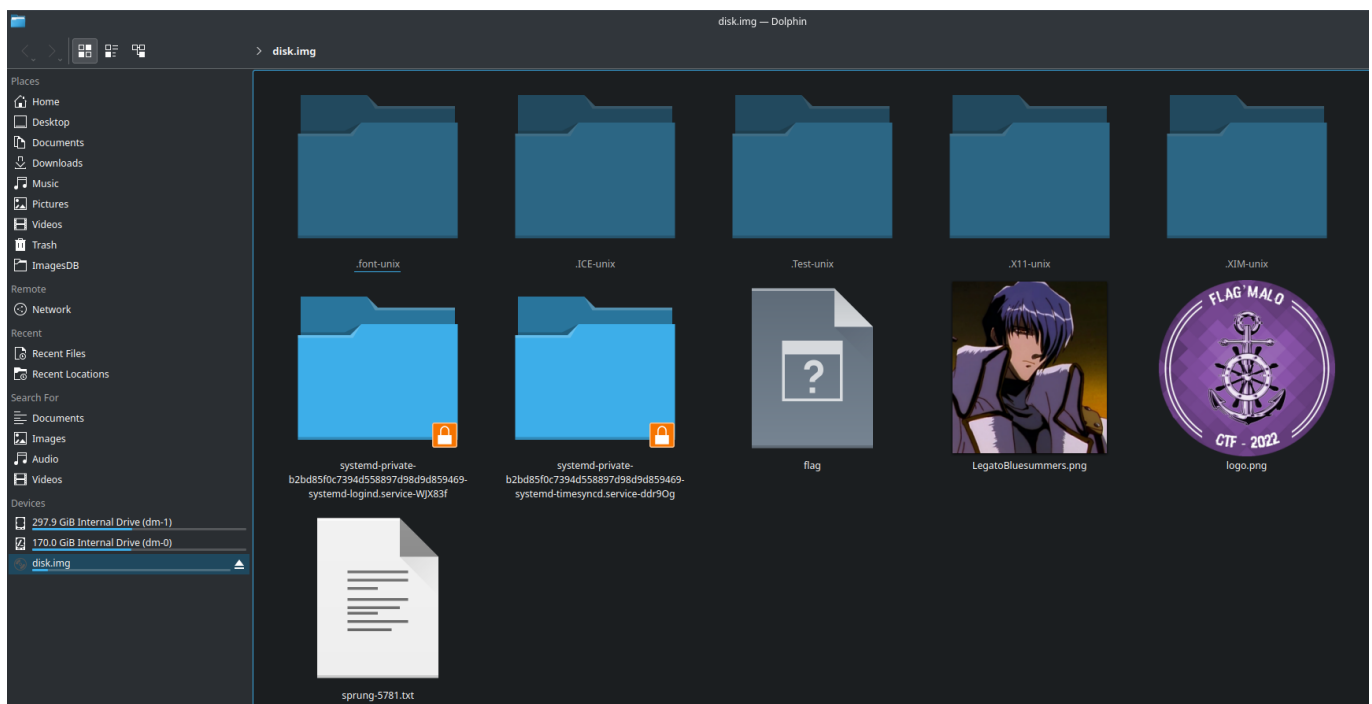 disk.img — Dolphin
> disk.img
Places
Home
Desktop
Documents
Downloads
Music
Pictures
Videos
Trash
ImagesDB
Remote
Network
Recent
Recent Files
Recent Locations
Search For
Documents
Images
Audio
Videos
Devices
297.9 GiB Internal Drive (dm-1)
170.0 GiB Internal Drive (dm-0)
disk.img
.font-unix
.ICE-unix
.Test-unix
.X11-unix
.XIM-unix
systemd-private-
b2bd85f0c7394d558897d98d9d859469-
systemd-logind.service-WJX83f
systemd-private-
b2bd85f0c7394d558897d98d9d859469-
systemd-timesyncd.service-ddr9Og
?
flag
LegatoBluesummers.png
FLAG'MALO
CTF - 2022
logo.png
sprung-5781.txt